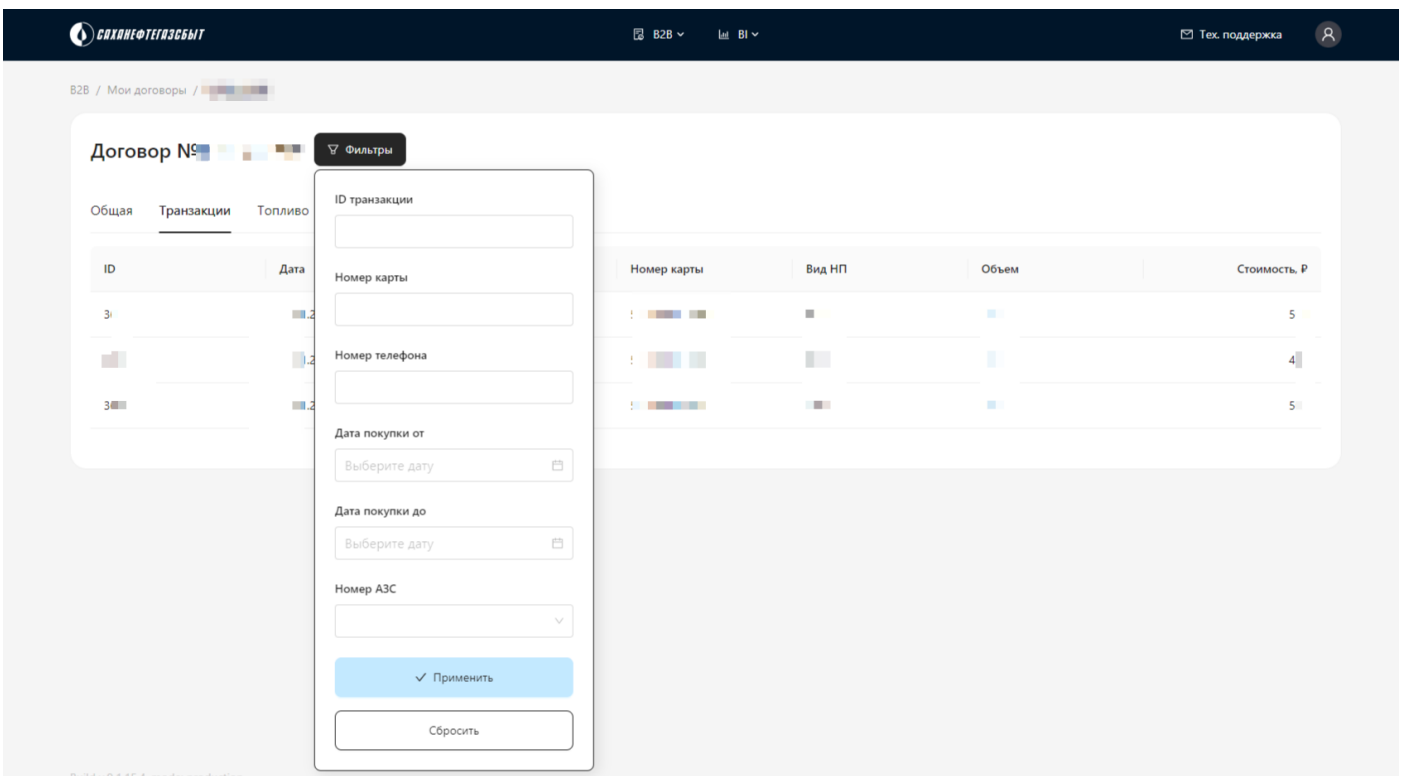 САХАНЕФТЕГАЗСБЫТ B2B BI Тех. поддержка
B2B / Мои договоры /
Договор № Фильтры
Общая Транзакции Топливо
ID транзакции
ID Дата Номер карты Вид НП Объем Стоимость, ₽
Номер карты
Номер телефона
Дата покупки от
Выберите дату
Дата покупки до
Выберите дату
Номер АЗС
Применить
Сбросить